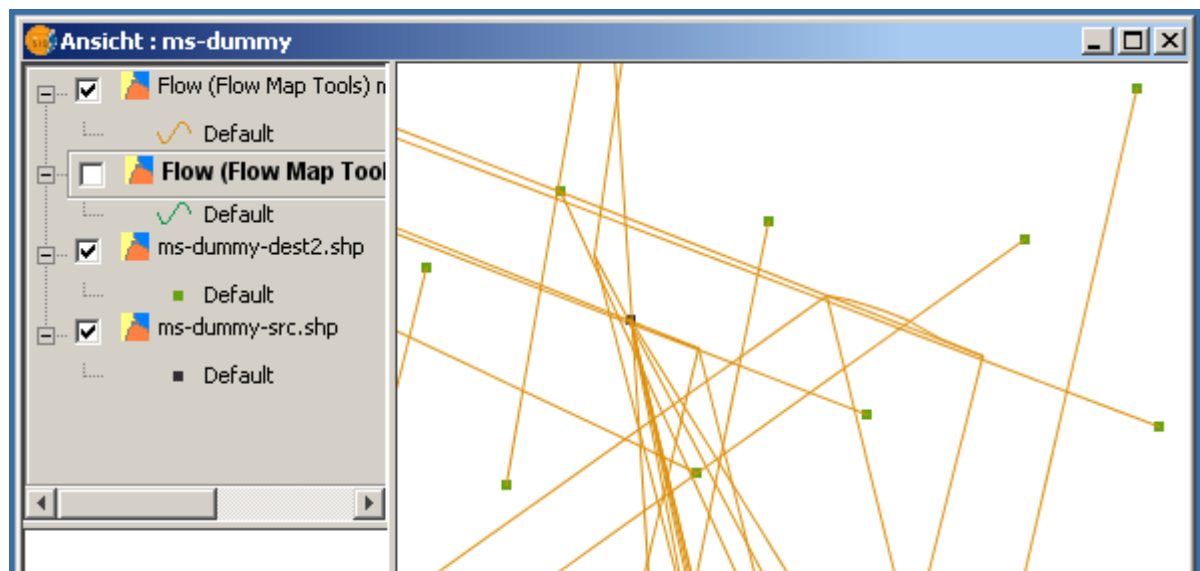 Ansicht : ms-dummy
Flow (Flow Map Tools)
Default
Flow (Flow Map
Default
ms-dummy-dest2.shp
Default
ms-dummy-src.shp
Default